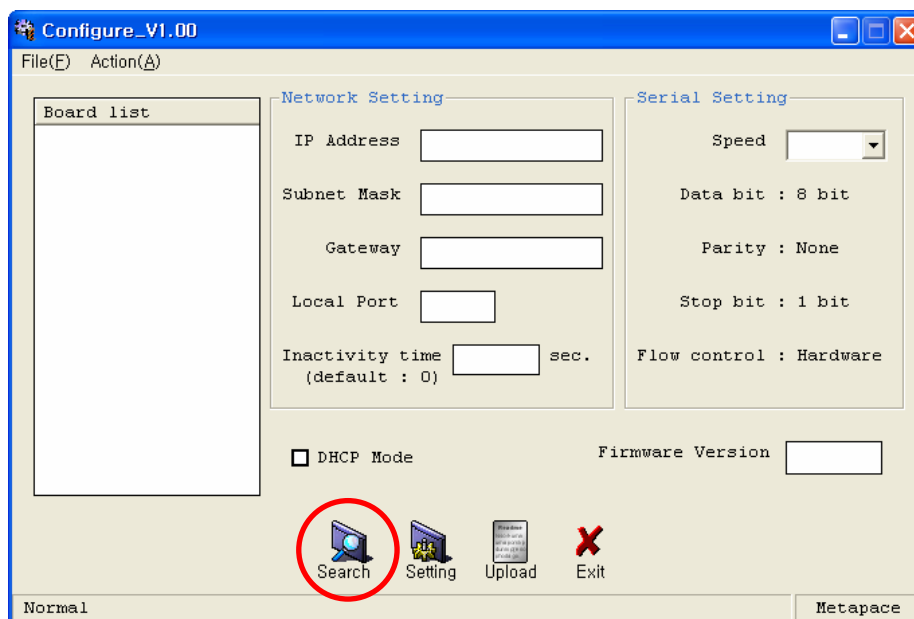 Configure_V1.00
File(F) Action(A)
Board list
Network Setting
IP Address
Subnet Mask
Gateway
Local Port
Inactivity time sec.
(default : 0)
Serial Setting
Speed
Data bit : 8 bit
Parity : None
Stop bit : 1 bit
Flow control : Hardware
DHCP Mode
Firmware Version
Search Setting Upload Exit
Normal Metapace